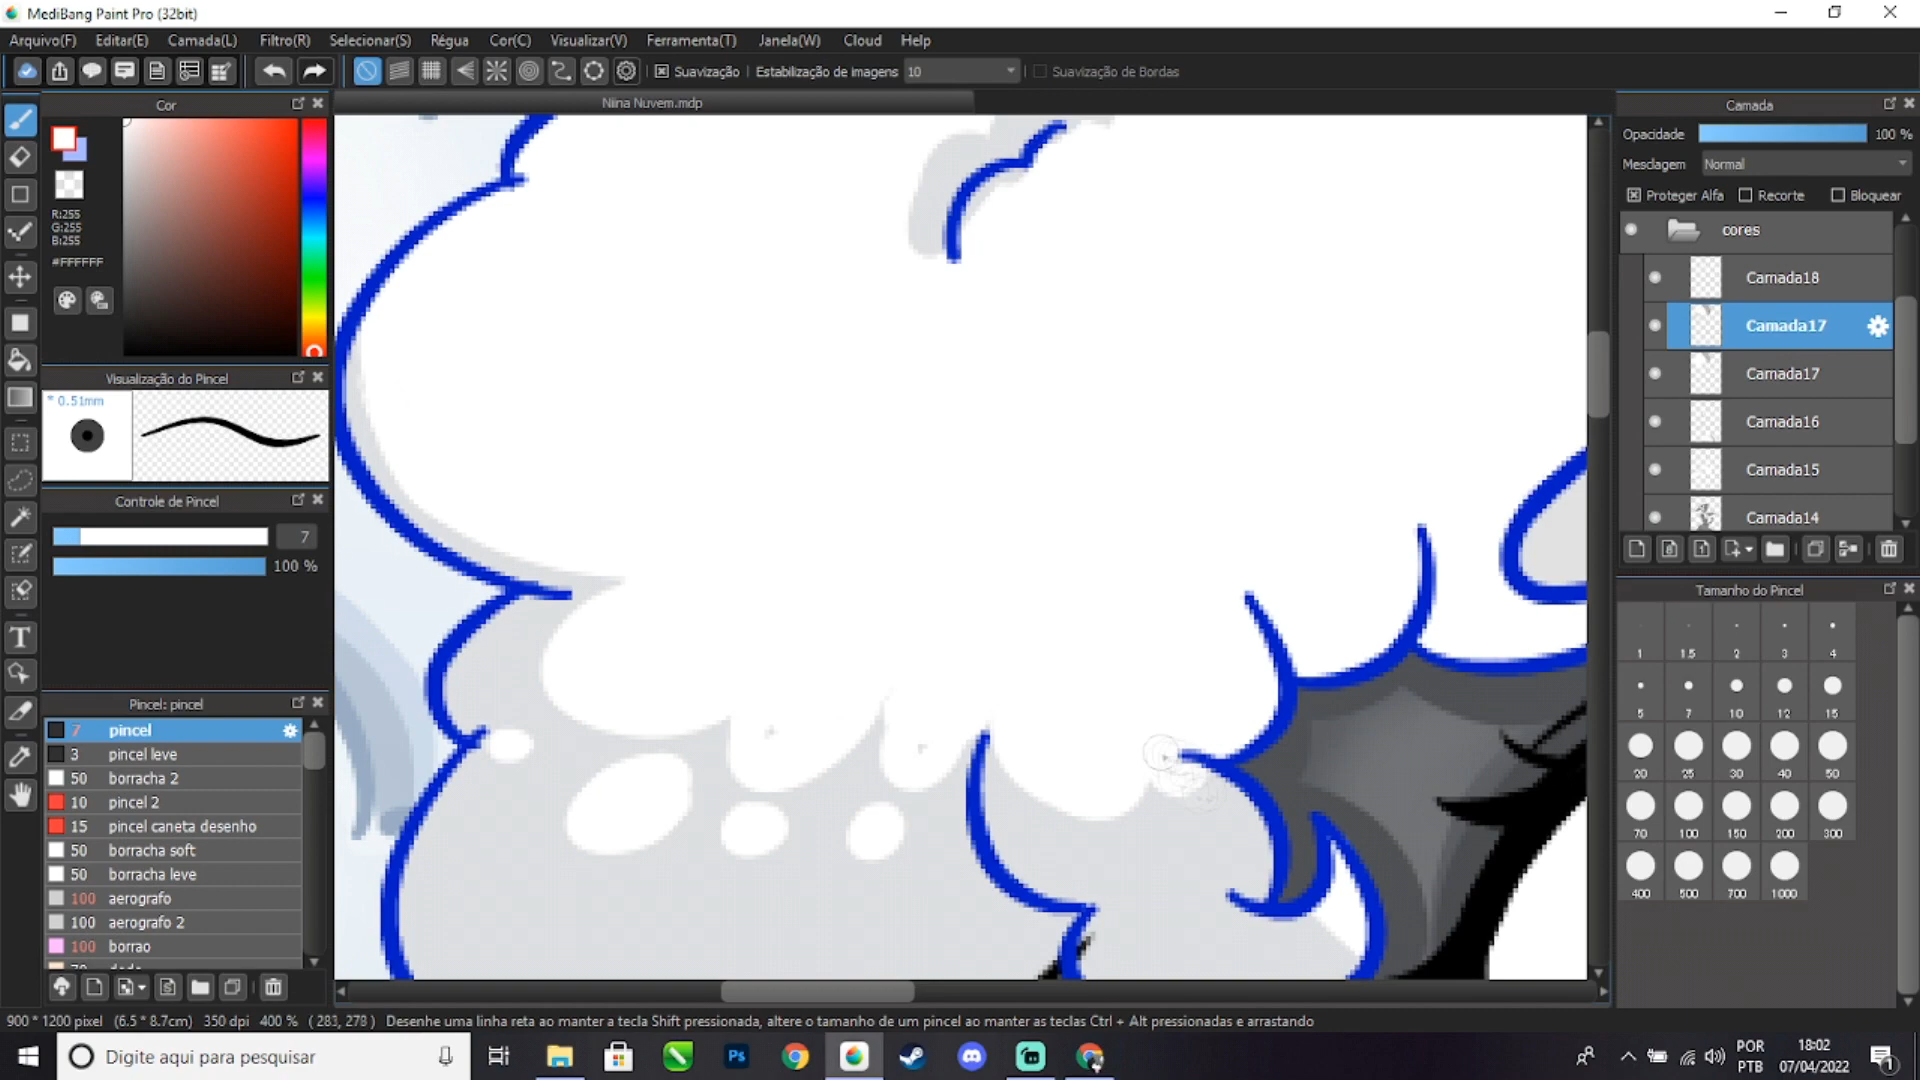 MediBang Paint Pro (32bit)
Arquivo(F) Editar(E) Camada(L) Filtro(R) Selecionar(S) Régua Cor(C) Visualizar(V) Ferramenta(T) Janela(W) Cloud Help
Suavização Estabilização de imagens 10 Suavização de Bordas
Cor
Niina Nuvem.mdp
Camada
R:255
G:255
B:255
#FFFFFF
Opacidade 100 %
Mesclagem Normal
Proteger Alfa Recorte Bloquear
cores
Camada18
Camada17
Camada17
Camada16
Camada15
Camada14
Visualização do Pincel
* 0.51mm
Controle de Pincel
7
100 %
Pincel: pincel
7 pincel
3 pincel leve
50 borracha 2
10 pincel 2
15 pincel caneta desenho
50 borracha soft
50 borracha leve
100 aerografo
100 aerografo 2
100 borrao
T
Tamanho do Pincel
1 1.5 2 3 4
5 7 10 12 15
20 25 30 40 50
70 100 150 200 300
400 500 700 1000
900 * 1200 pixel (6.5 * 8.7cm) 350 dpi 400 % ( 283, 278 ) Desenhe uma linha reta ao manter a tecla Shift pressionada, altere o tamanho de um pincel ao manter as teclas Ctrl + Alt pressionadas e arrastando
Digite aqui para pesquisar
Ps
POR
PTB
18:02
07/04/2022
1